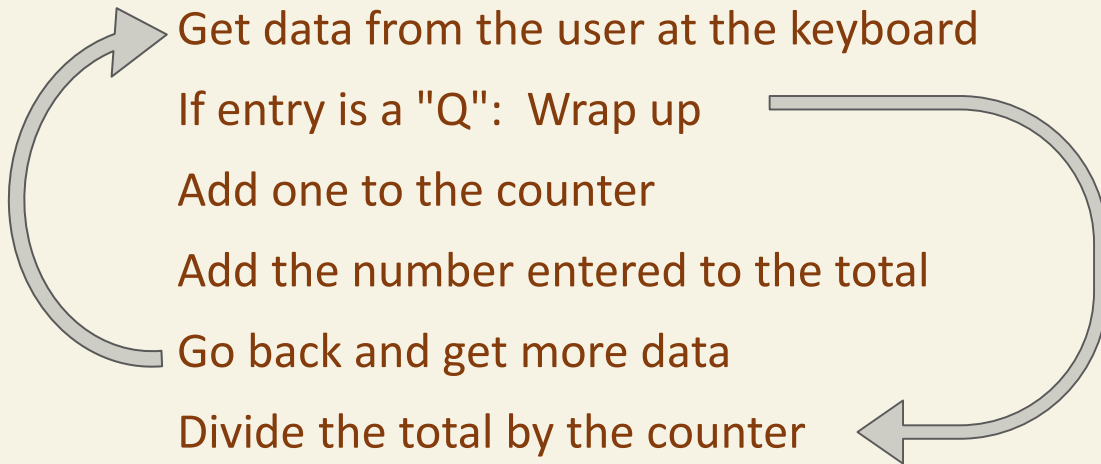 Get data from the user at the keyboard
If entry is a "Q":  Wrap up
Add one to the counter
Add the number entered to the total
Go back and get more data
Divide the total by the counter